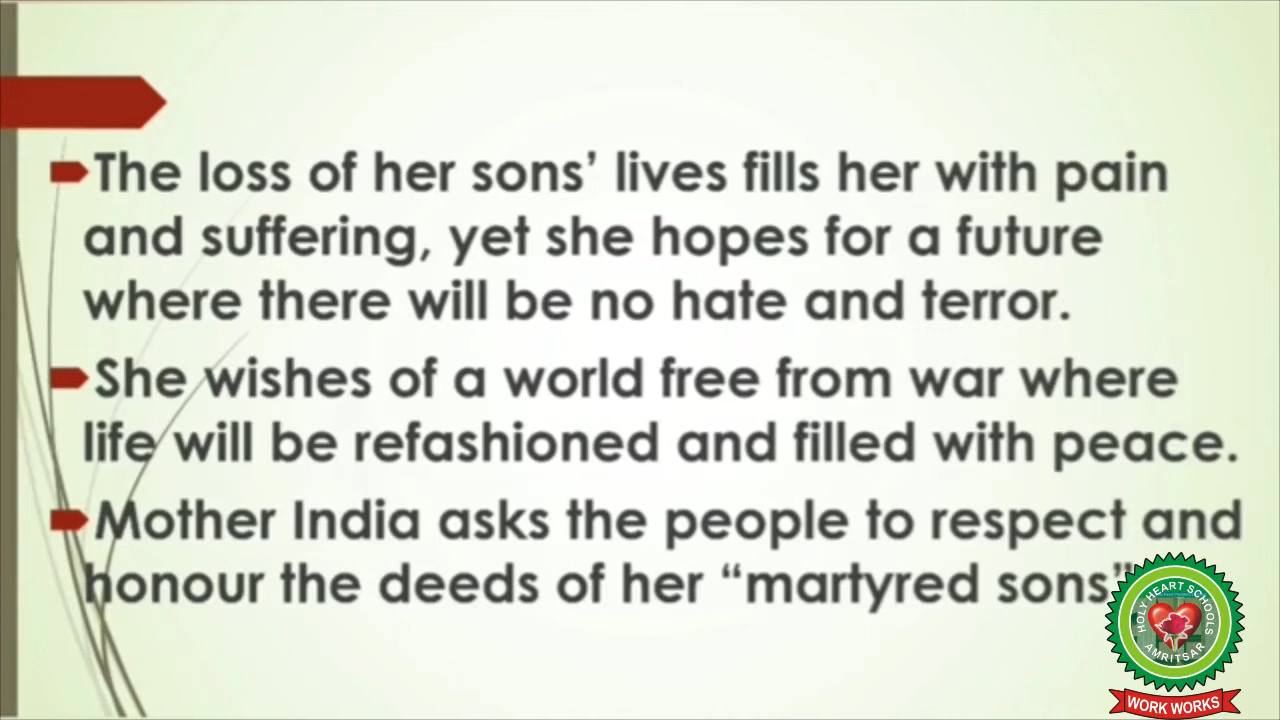 The loss of her sons’ lives fills her with pain
and suffering, yet she hopes for a future
where there will be no hate and terror.
She wishes of a world free from war where
life will be refashioned and filled with peace.
Mother India asks the people to respect and
honour the deeds of her “martyred sons”
HOLY HEART SCHOOLS
AMRITSAR
WORK WORKS